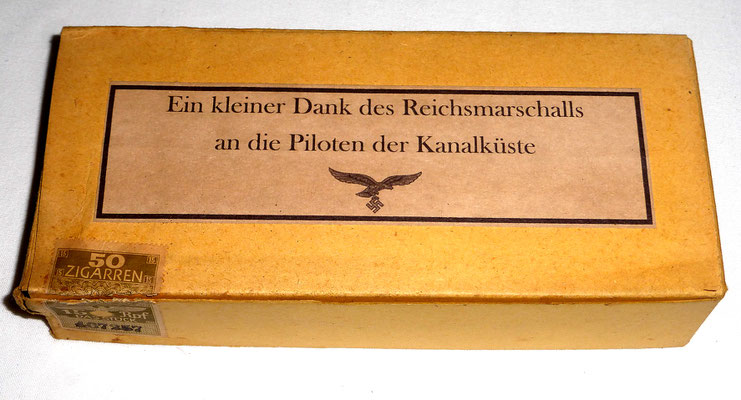 Ein kleiner Dank des Reichsmarschalls
an die Piloten der Kanalküste
50
ZIGARREN